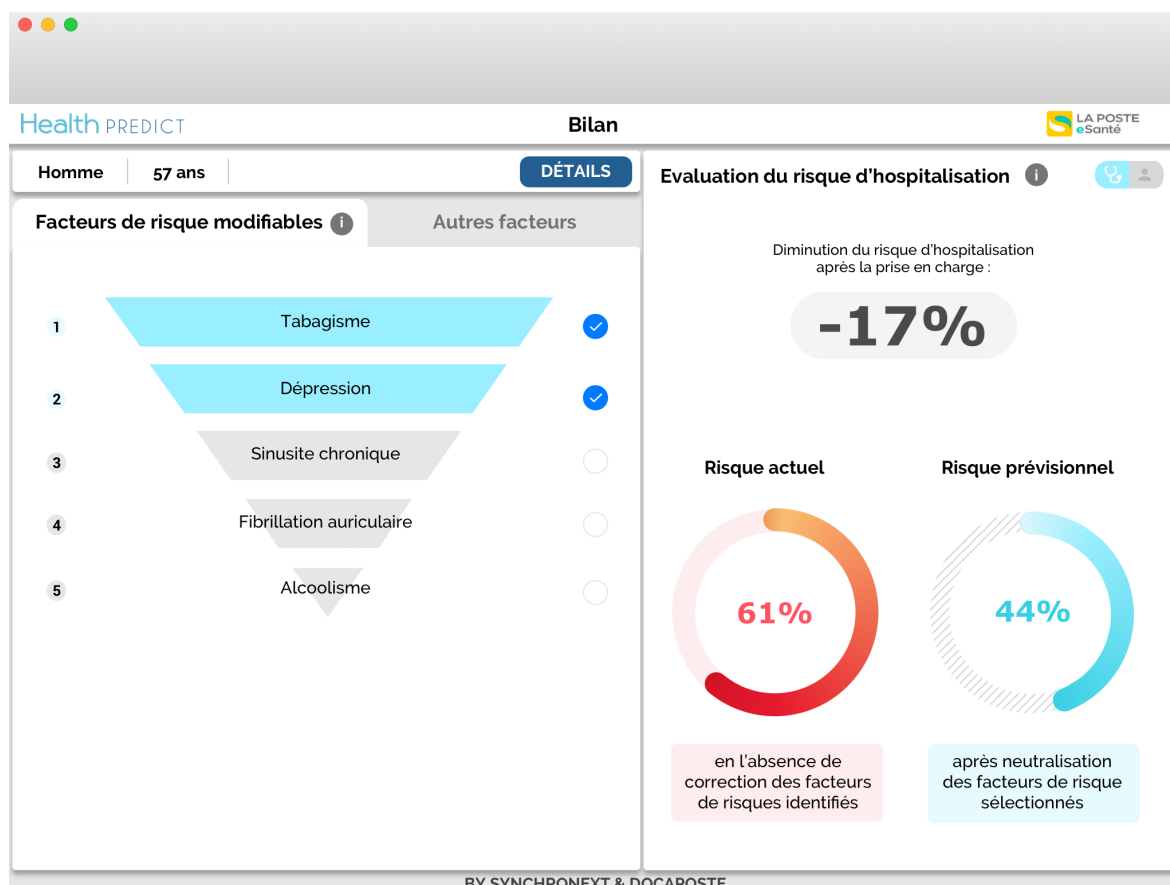 Health PREDICT
Bilan
LA POSTE
eSanté
Homme
57 ans
DÉTAILS
Facteurs de risque modifiables i
Autres facteurs
1
Tabagisme
2
Dépression
3
Sinusite chronique
4
Fibrillation auriculaire
5
Alcoolisme
Evaluation du risque d'hospitalisation i
Diminution du risque d'hospitalisation
après la prise en charge :
-17%
Risque actuel
61%
en l'absence de
correction des facteurs
de risques identifiés
Risque prévisionnel
44%
après neutralisation
des facteurs de risque
sélectionnés
BY SYNCHRONEXT & DOCAPOSTE